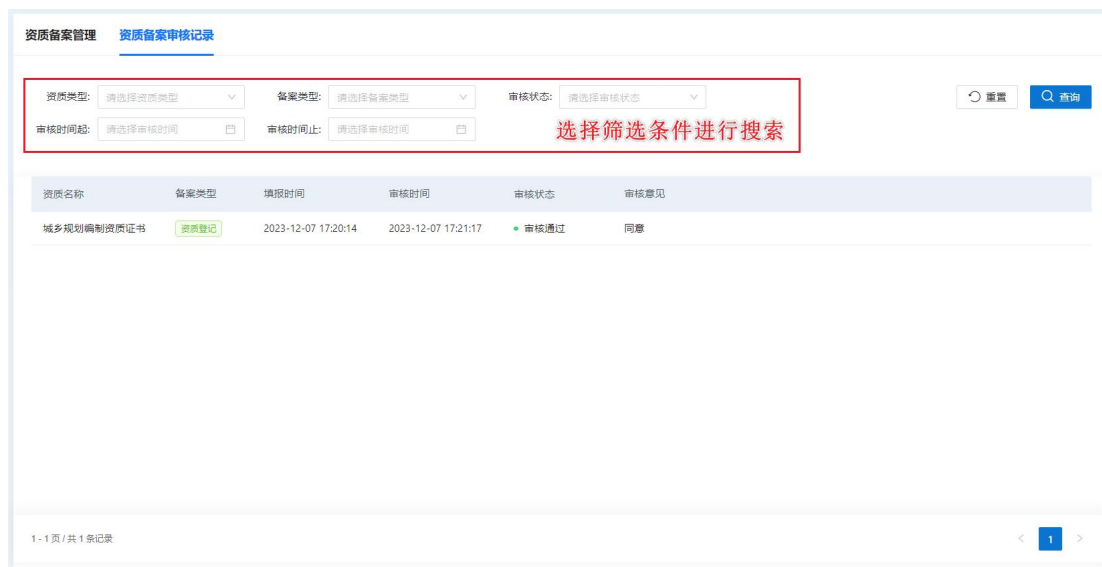 资质备案管理 资质备案审核记录
资质类型: 请选择资质类型 备案类型: 请选择备案类型 审核状态: 请选择审核状态 重置 查询
审核时间起: 请选择审核时间 审核时间止: 请选择审核时间 选择筛选条件进行搜索
资质名称 备案类型 填报时间 审核时间 审核状态 审核意见
城乡规划编制资质证书 资质登记 2023-12-07 17:20:14 2023-12-07 17:21:17 审核通过 同意
1 - 1 页 / 共 1 条记录 1